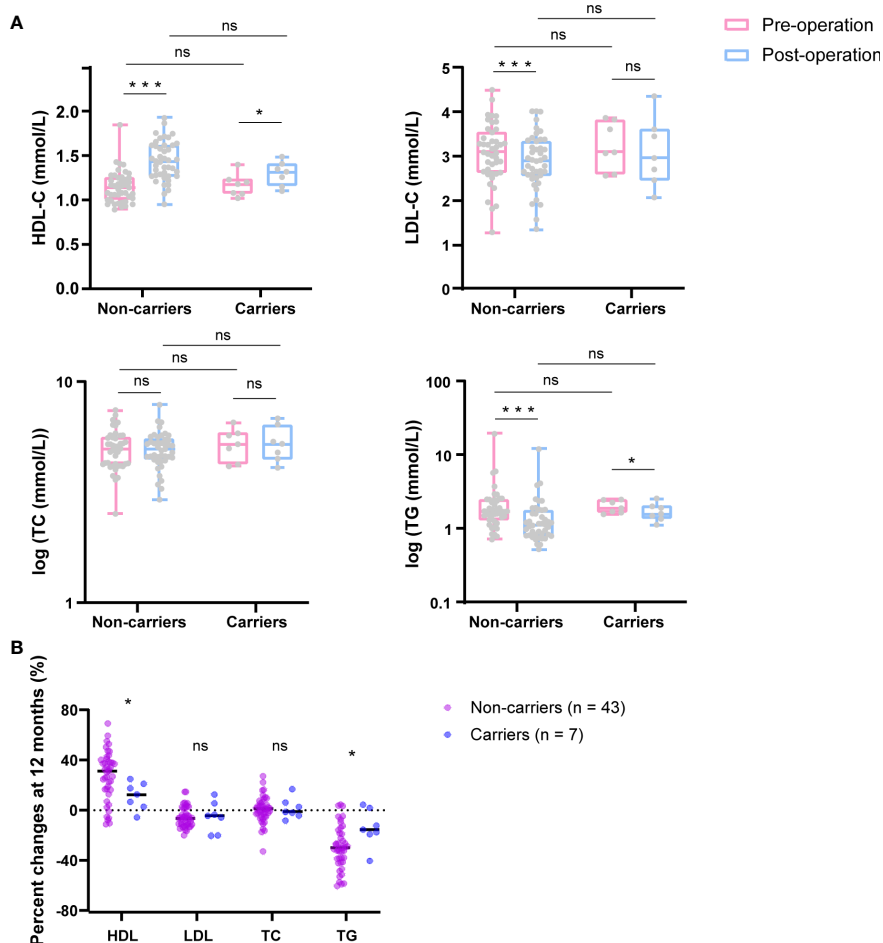 A
Pre-operation
Post-operation
ns
ns
* * *
*
HDL-C (mmol/L)
2.0
1.5
1.0
0.5
0.0
Non-carriers
Carriers
ns
ns
* * *
ns
LDL-C (mmol/L)
5
4
3
2
1
0
Non-carriers
Carriers
ns
ns
ns
ns
log (TC (mmol/L))
10
1
Non-carriers
Carriers
ns
ns
* * *
*
log (TG (mmol/L))
100
10
1
0.1
Non-carriers
Carriers
B
Percent changes at 12 months (%)
80
40
0
-40
-80
*
ns
ns
*
HDL
LDL
TC
TG
Non-carriers (n = 43)
Carriers (n = 7)